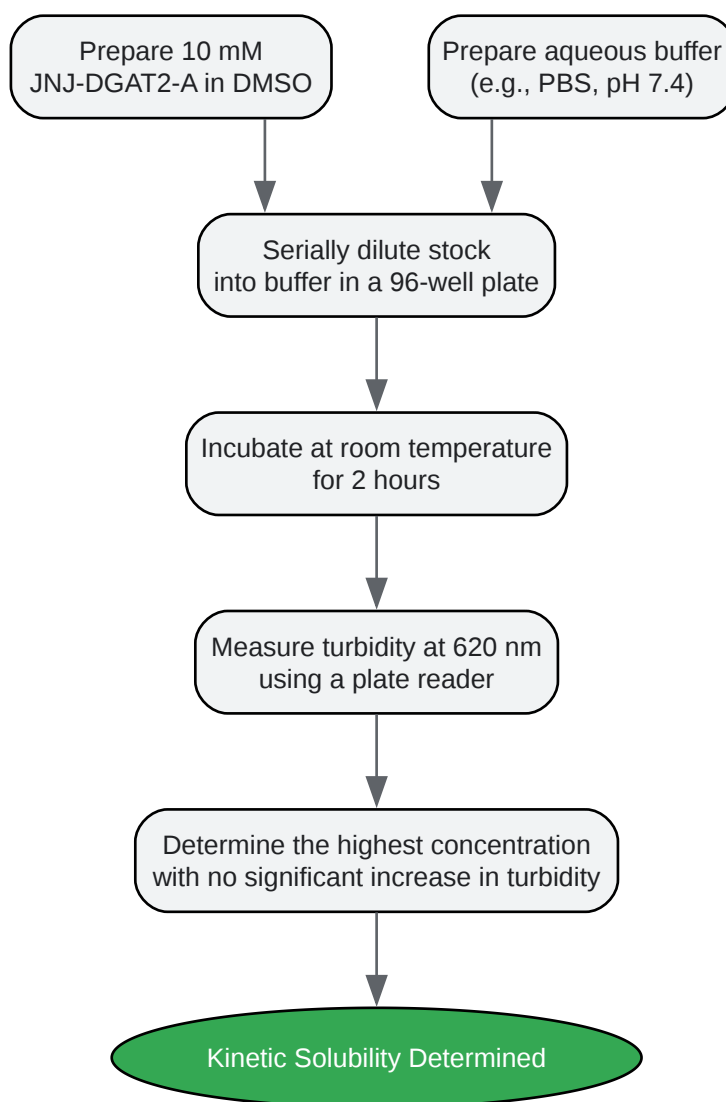 Prepare 10 mM
JNJ-DGAT2-A in DMSO
Prepare aqueous buffer
(e.g., PBS, pH 7.4)
Serially dilute stock
into buffer in a 96-well plate
Incubate at room temperature
for 2 hours
Measure turbidity at 620 nm
using a plate reader
Determine the highest concentration
with no significant increase in turbidity
Kinetic Solubility Determined